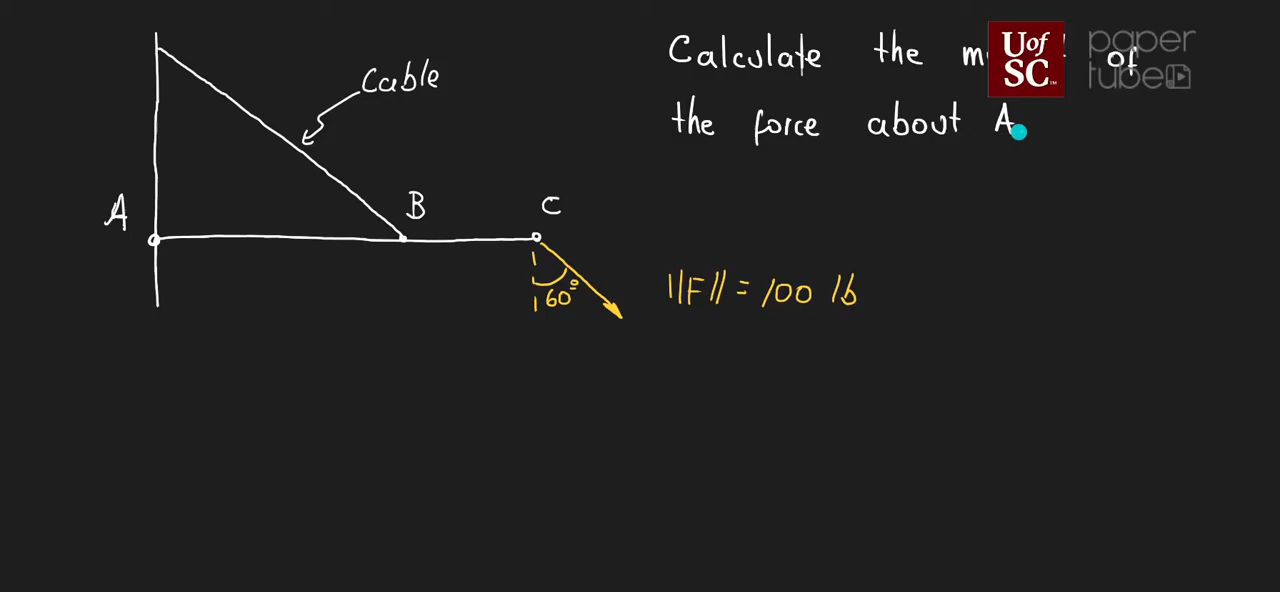 Calculate the of
the force about A
Cable
A
B
C
60°
||F|| = 100 lb
UofSC
paper
tube